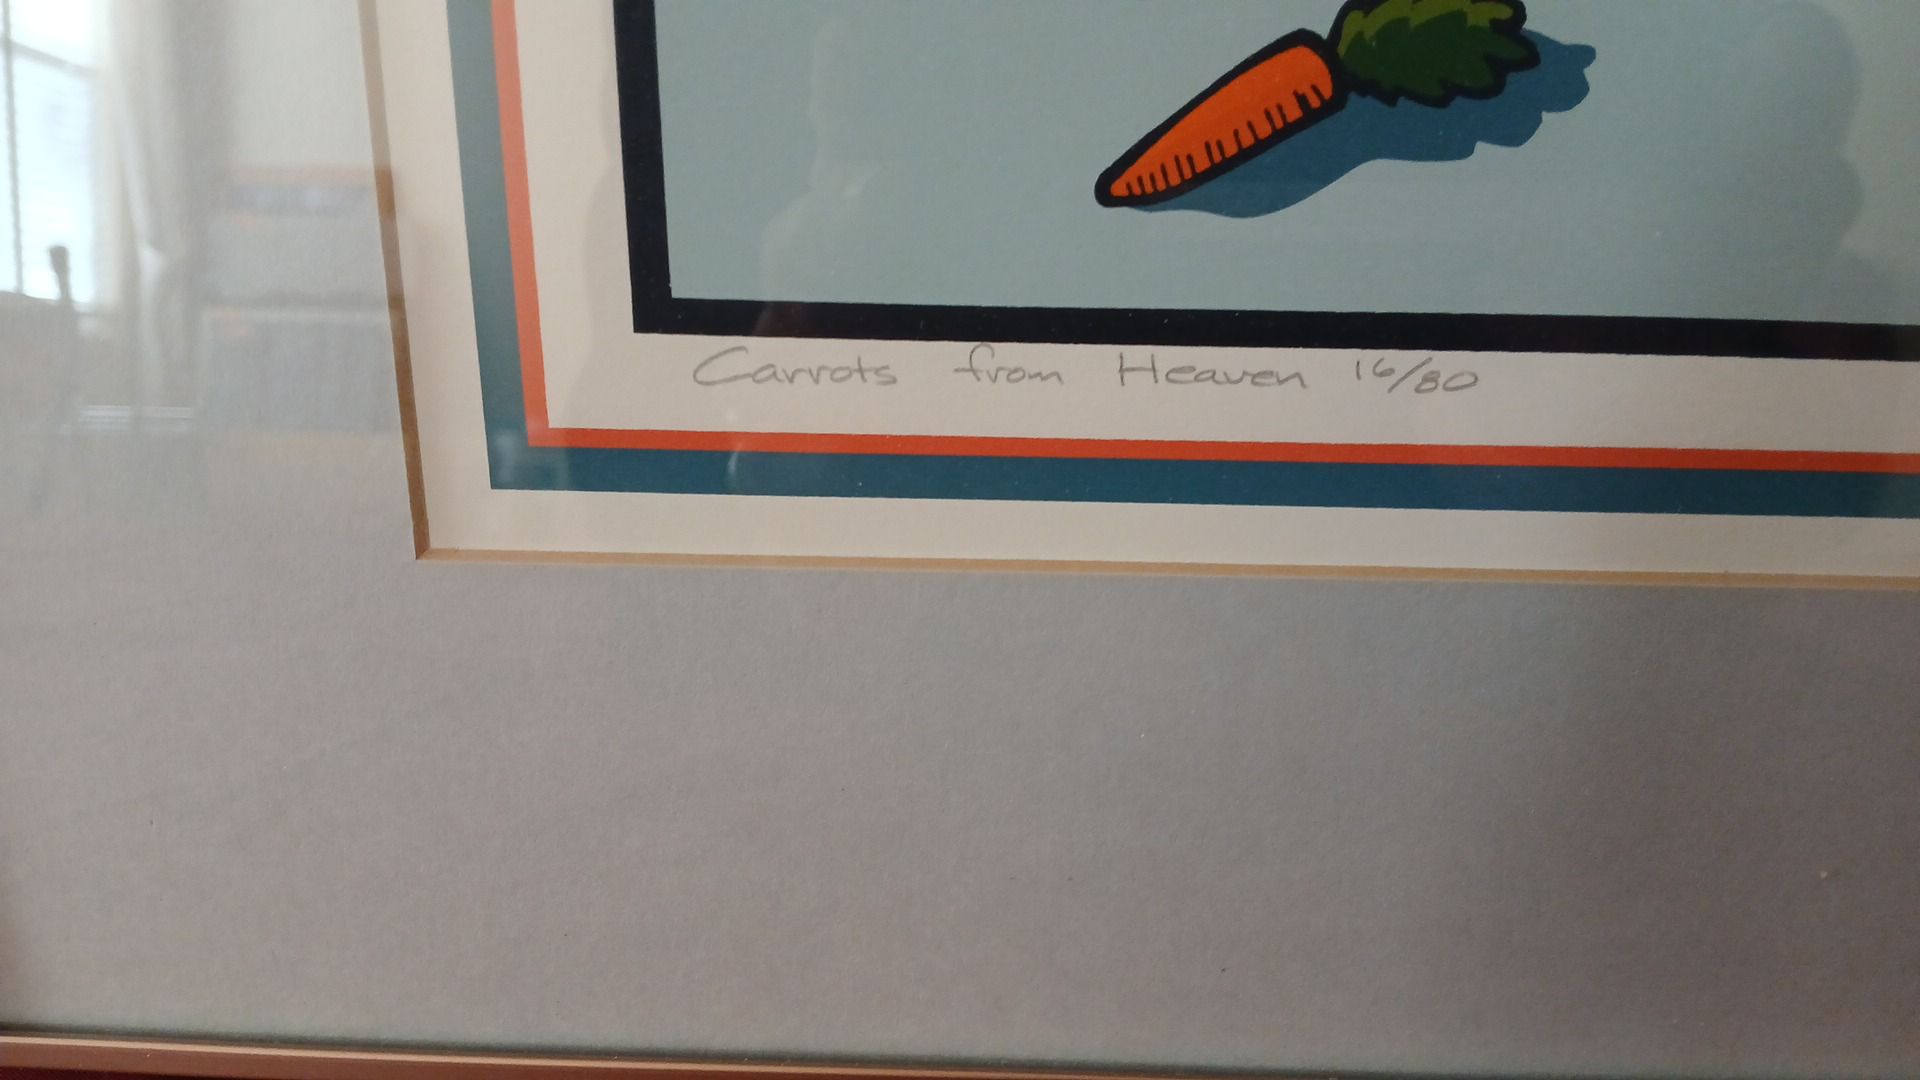 Carrots from Heaven 16/80